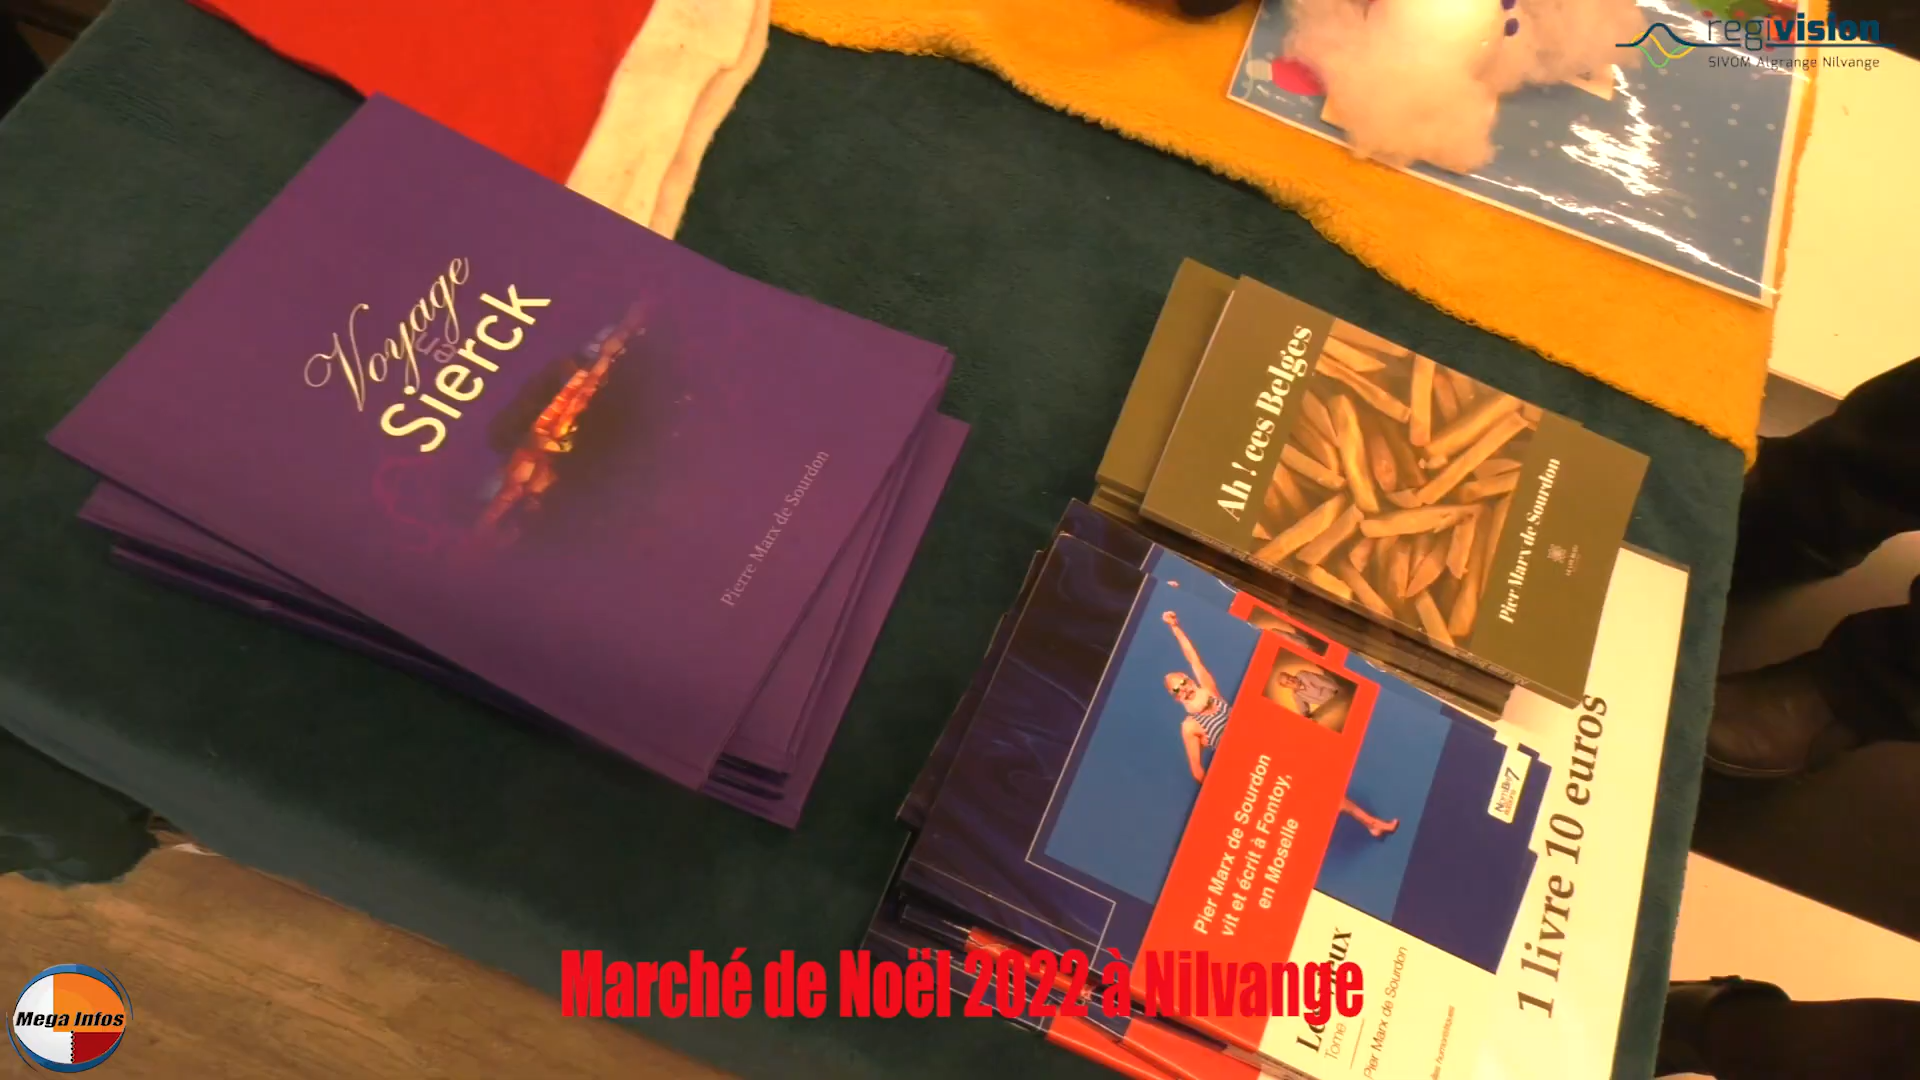 regivision
SIVOM Algrange Nilvange
Voyage
à
Sierck
Pierre Marx de Sourdon
Ah ! ces Belges
Pier Marx de Sourdon
Pier Marx de Sourdon
vit et écrit à Fontoy,
en Moselle
1 livre 10 euros
Tome
Pier Marx de Sourdon
Marché de Noël 2022 à Nilvange
Mega Infos